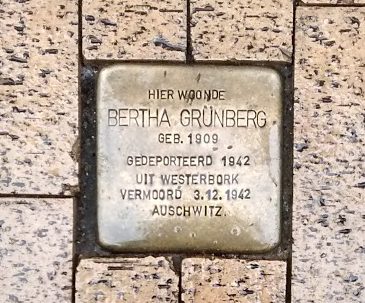 HIER WOONDE
BERTHA GRÜNBERG
GEB. 1909
GEDEPORTEERD 1942
UIT WESTERBORK
VERMOORD 3.12.1942
AUSCHWITZ